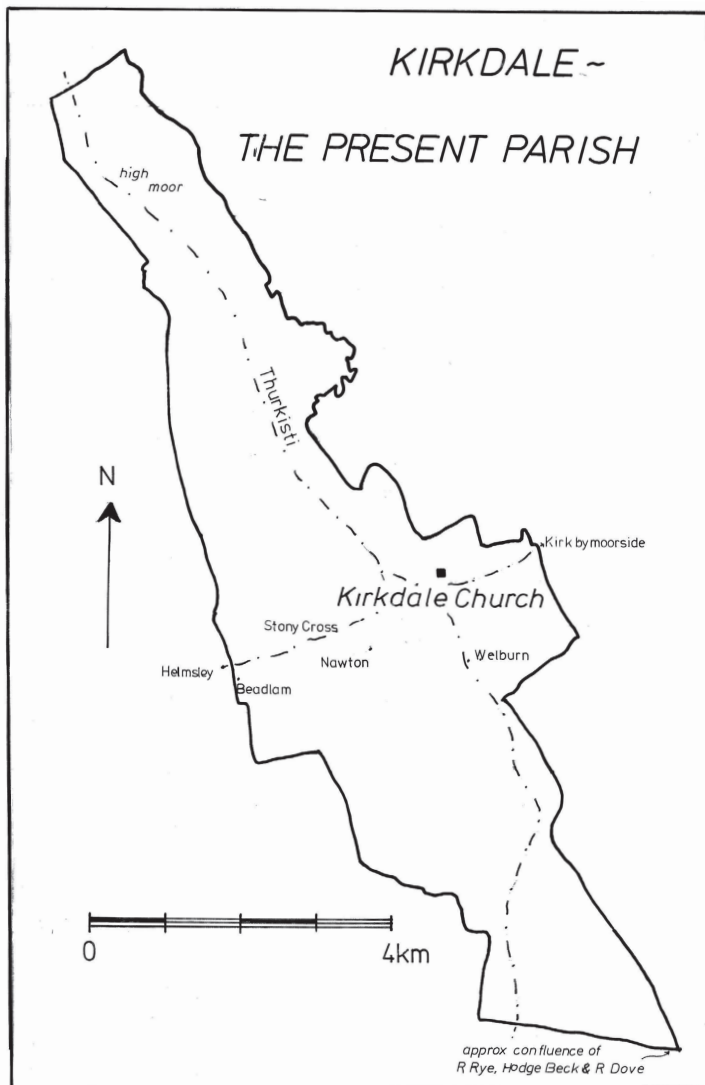 KIRKDALE ~
THE PRESENT PARISH
high
moor
Thurkisti
N
Kirkbymoorside
Kirkdale Church
Stony Cross
Nawton
Welburn
Helmsley
Beadlam
0
4km
approx confluence of
R Rye, Hodge Beck & R Dove